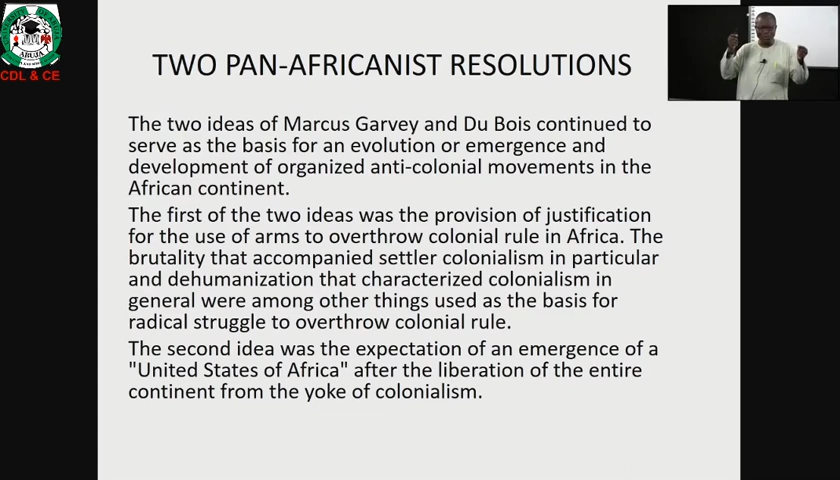 ABUJA
CDL & CE
TWO PAN-AFRICANIST RESOLUTIONS
The two ideas of Marcus Garvey and Du Bois continued to
serve as the basis for an evolution or emergence and
development of organized anti-colonial movements in the
African continent.
The first of the two ideas was the provision of justification
for the use of arms to overthrow colonial rule in Africa. The
brutality that accompanied settler colonialism in particular
and dehumanization that characterized colonialism in
general were among other things used as the basis for
radical struggle to overthrow colonial rule.
The second idea was the expectation of an emergence of a
"United States of Africa" after the liberation of the entire
continent from the yoke of colonialism.